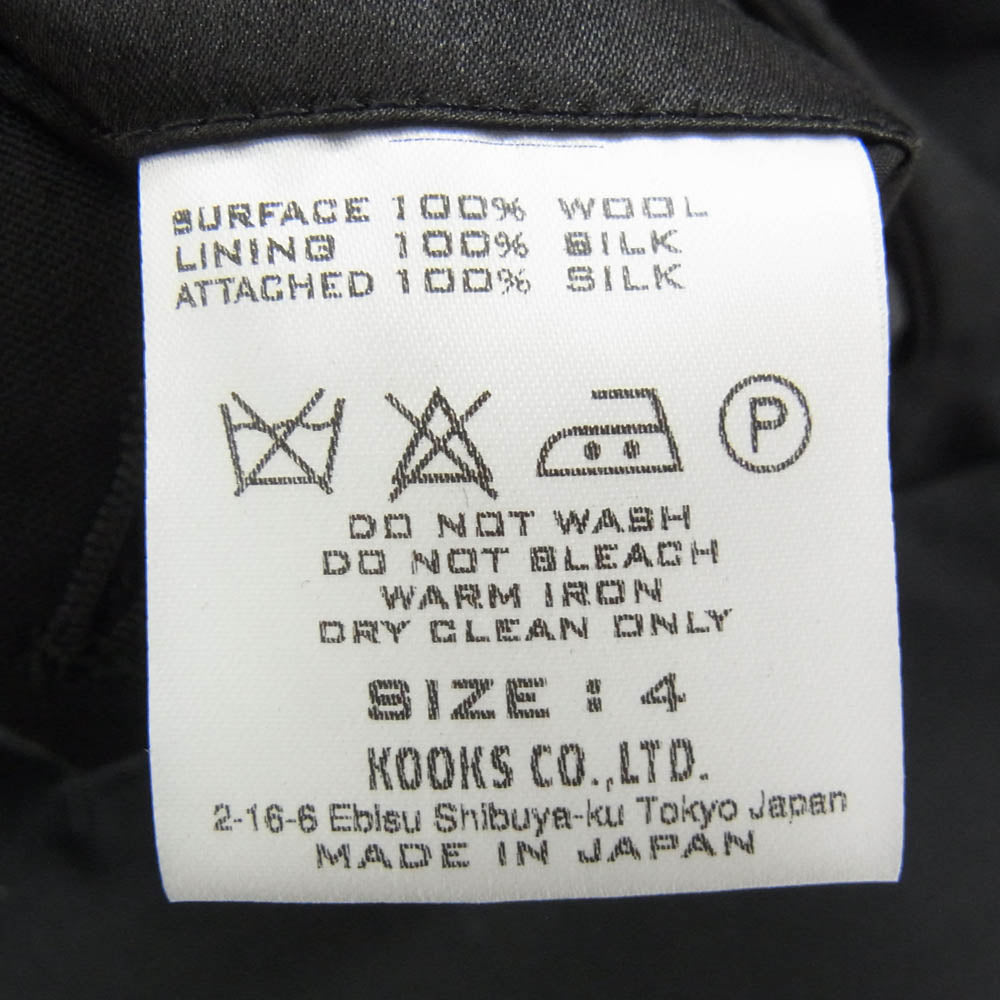 SURFACE 100% WOOL
LINING 100% SILK
ATTACHED 100% SILK
P
DO NOT WASH
DO NOT BLEACH
WARM IRON
DRY CLEAN ONLY
SIZE : 4
KOOKS CO.,LTD.
2-16-6 Ebisu Shibuya-ku Tokyo Japan
MADE IN JAPAN